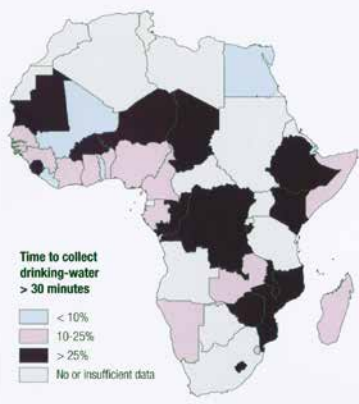 Time to collect
drinking-water
> 30 minutes
< 10%
10-25%
> 25%
No or insufficient data